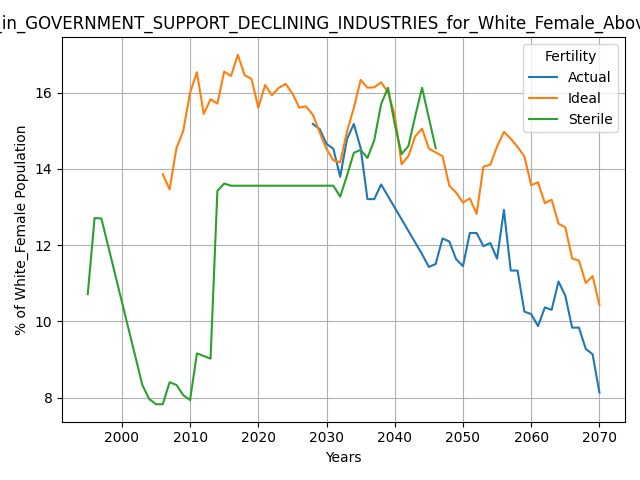 _in_GOVERNMENT_SUPPORT_DECLINING_INDUSTRIES_for_White_Female_Abov
Fertility
Actual
Ideal
Sterile
% of White_Female Population
16
14
12
10
8
2000 2010 2020 2030 2040 2050 2060 2070
Years